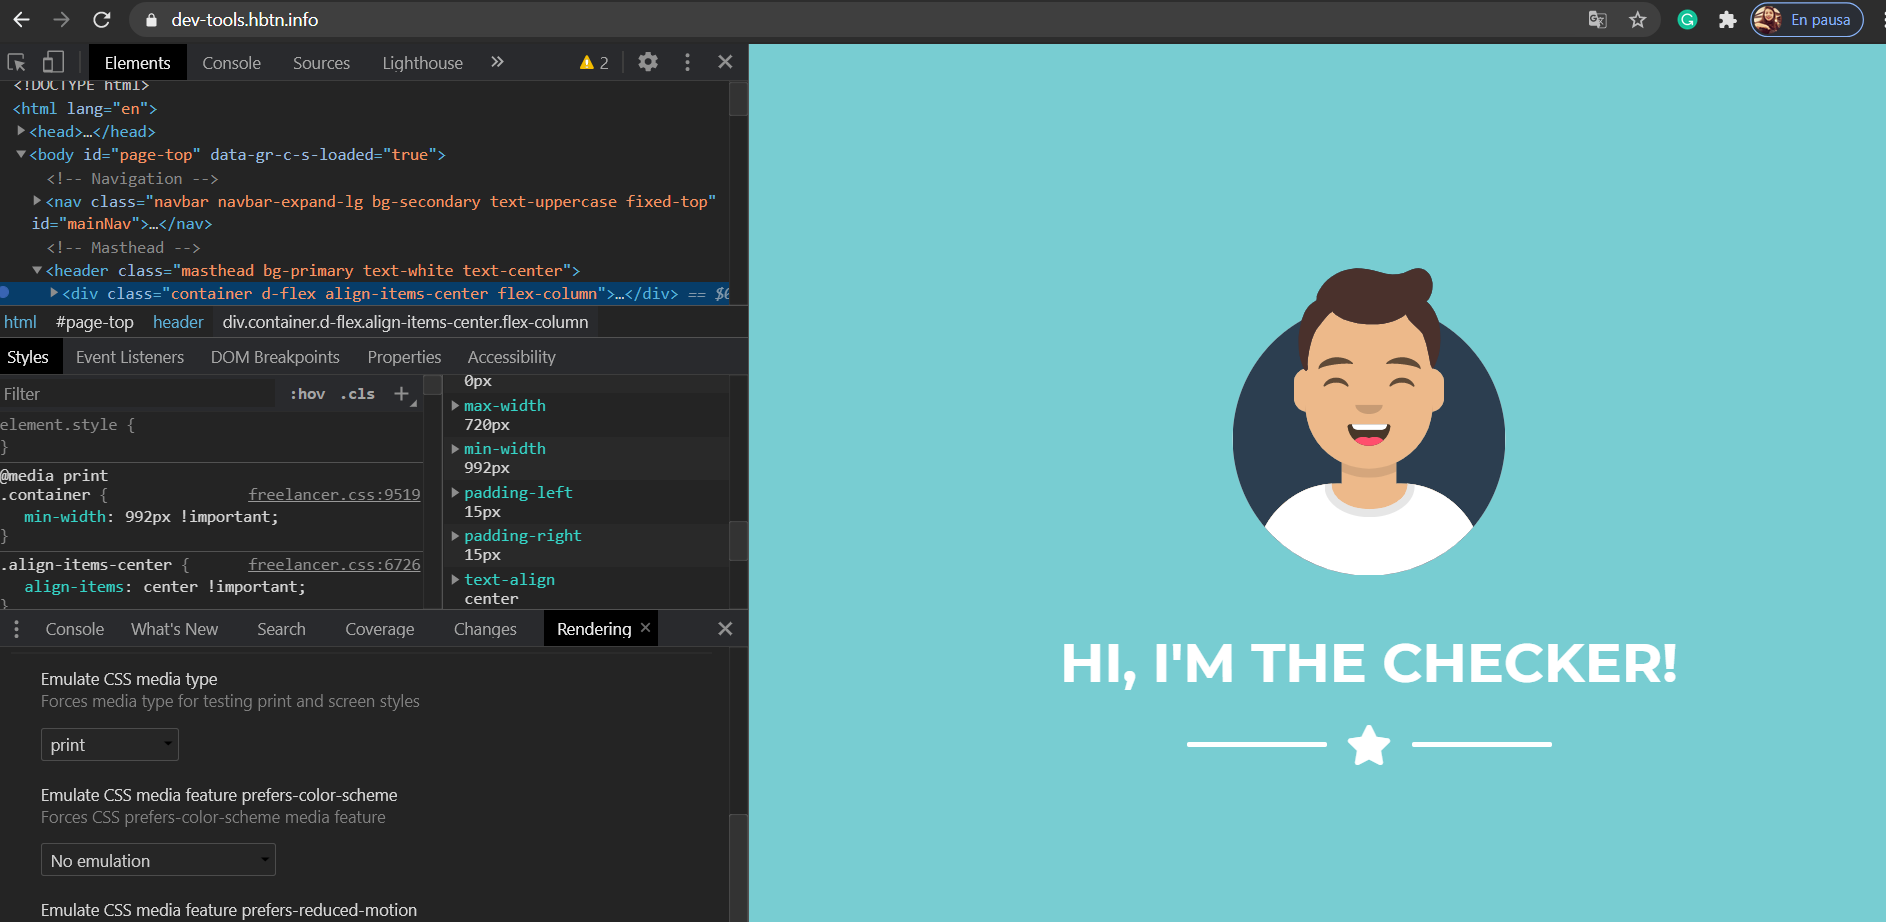 dev-tools.hbtn.info
En pausa
Elements Console Sources Lighthouse » 2
<!DOCTYPE html>
<html lang="en">
<head>…</head>
<body id="page-top" data-gr-c-s-loaded="true">
<!-- Navigation -->
<nav class="navbar navbar-expand-lg bg-secondary text-uppercase fixed-top"
id="mainNav">…</nav>
<!-- Masthead -->
<header class="masthead bg-primary text-white text-center">
<div class="container d-flex align-items-center flex-column">…</div> == $0
html #page-top header div.container.d-flex.align-items-center.flex-column
Styles Event Listeners DOM Breakpoints Properties Accessibility
Filter :hov .cls +
element.style {
}
@media print
.container { freelancer.css:9519
min-width: 992px !important;
}
.align-items-center { freelancer.css:6726
align-items: center !important;
}
0px
max-width
720px
min-width
992px
padding-left
15px
padding-right
15px
text-align
center
Console What's New Search Coverage Changes Rendering
Emulate CSS media type
Forces media type for testing print and screen styles
print
Emulate CSS media feature prefers-color-scheme
Forces CSS prefers-color-scheme media feature
No emulation
Emulate CSS media feature prefers-reduced-motion
HI, I'M THE CHECKER!